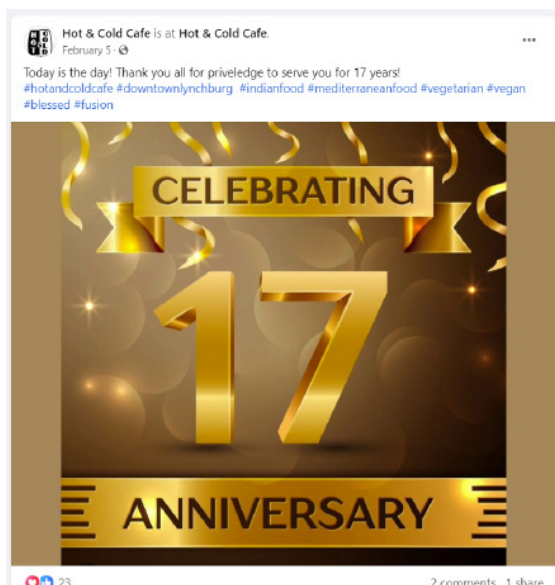 Hot & Cold Cafe is at Hot & Cold Cafe.
February 5 ·
Today is the day! Thank you all for priveledge to serve you for 17 years!
#hotandcoldcafe #downtownlynchburg #indianfood #mediterraneanfood #vegetarian #vegan
#blessed #fusion
CELEBRATING
17
ANNIVERSARY
23
2 comments 1 share